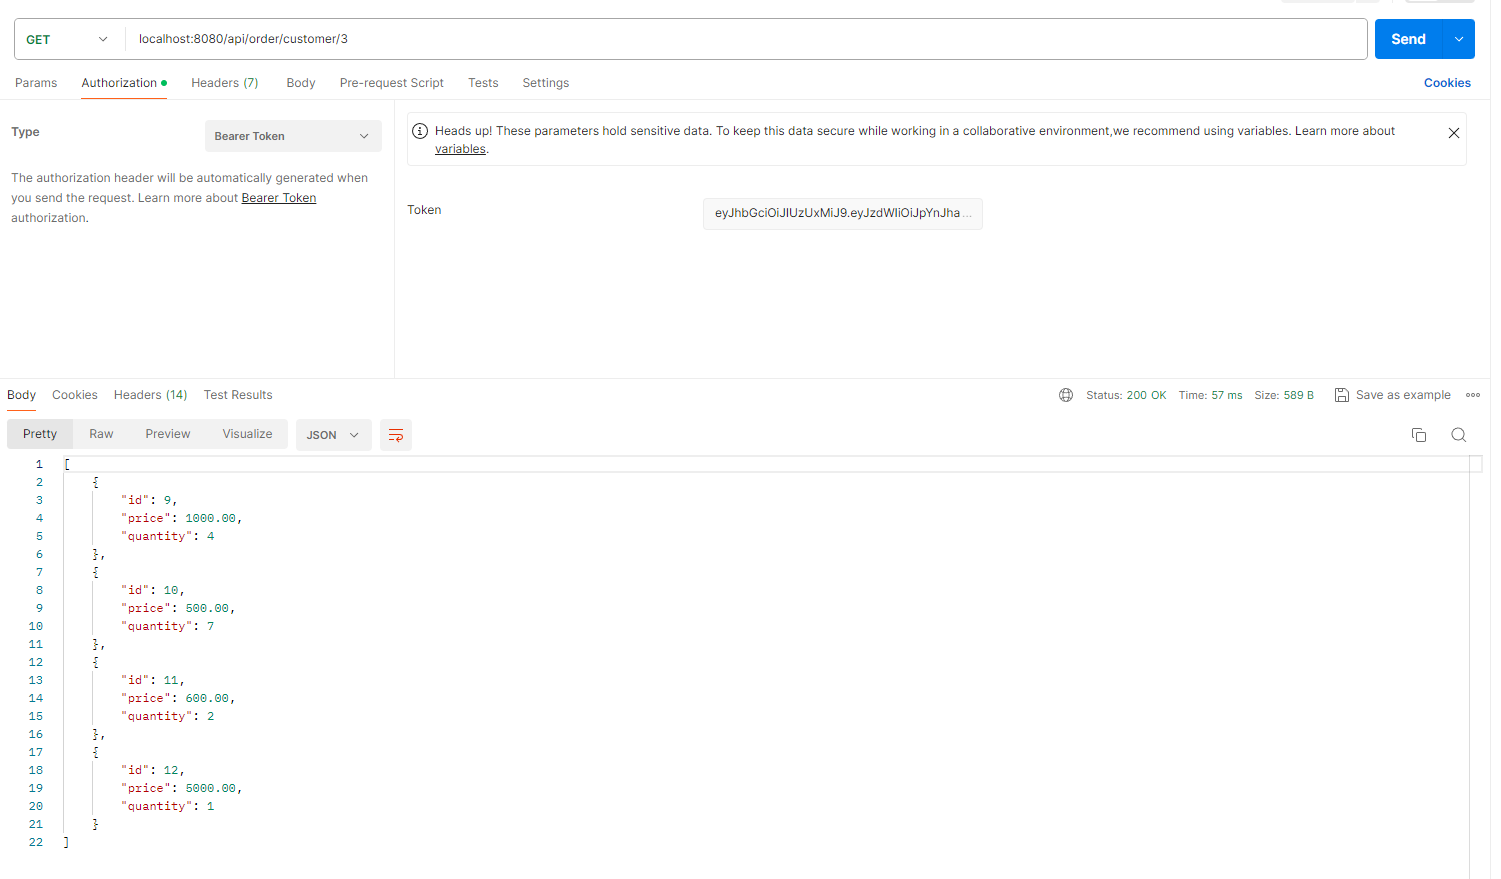 GET localhost:8080/api/order/customer/3 Send
Params Authorization Headers (7) Body Pre-request Script Tests Settings Cookies
Type Bearer Token
The authorization header will be automatically generated when
you send the request. Learn more about Bearer Token
authorization.
Heads up! These parameters hold sensitive data. To keep this data secure while working in a collaborative environment,we recommend using variables. Learn more about
variables.
Token eyJhbGciOiJIUzUxMiJ9.eyJzdWIiOiJpYnJha ...
Body Cookies Headers (14) Test Results Status: 200 OK Time: 57 ms Size: 589 B Save as example
Pretty Raw Preview Visualize JSON
1 [
2 {
3 "id": 9,
4 "price": 1000.00,
5 "quantity": 4
6 },
7 {
8 "id": 10,
9 "price": 500.00,
10 "quantity": 7
11 },
12 {
13 "id": 11,
14 "price": 600.00,
15 "quantity": 2
16 },
17 {
18 "id": 12,
19 "price": 5000.00,
20 "quantity": 1
21 }
22 ]